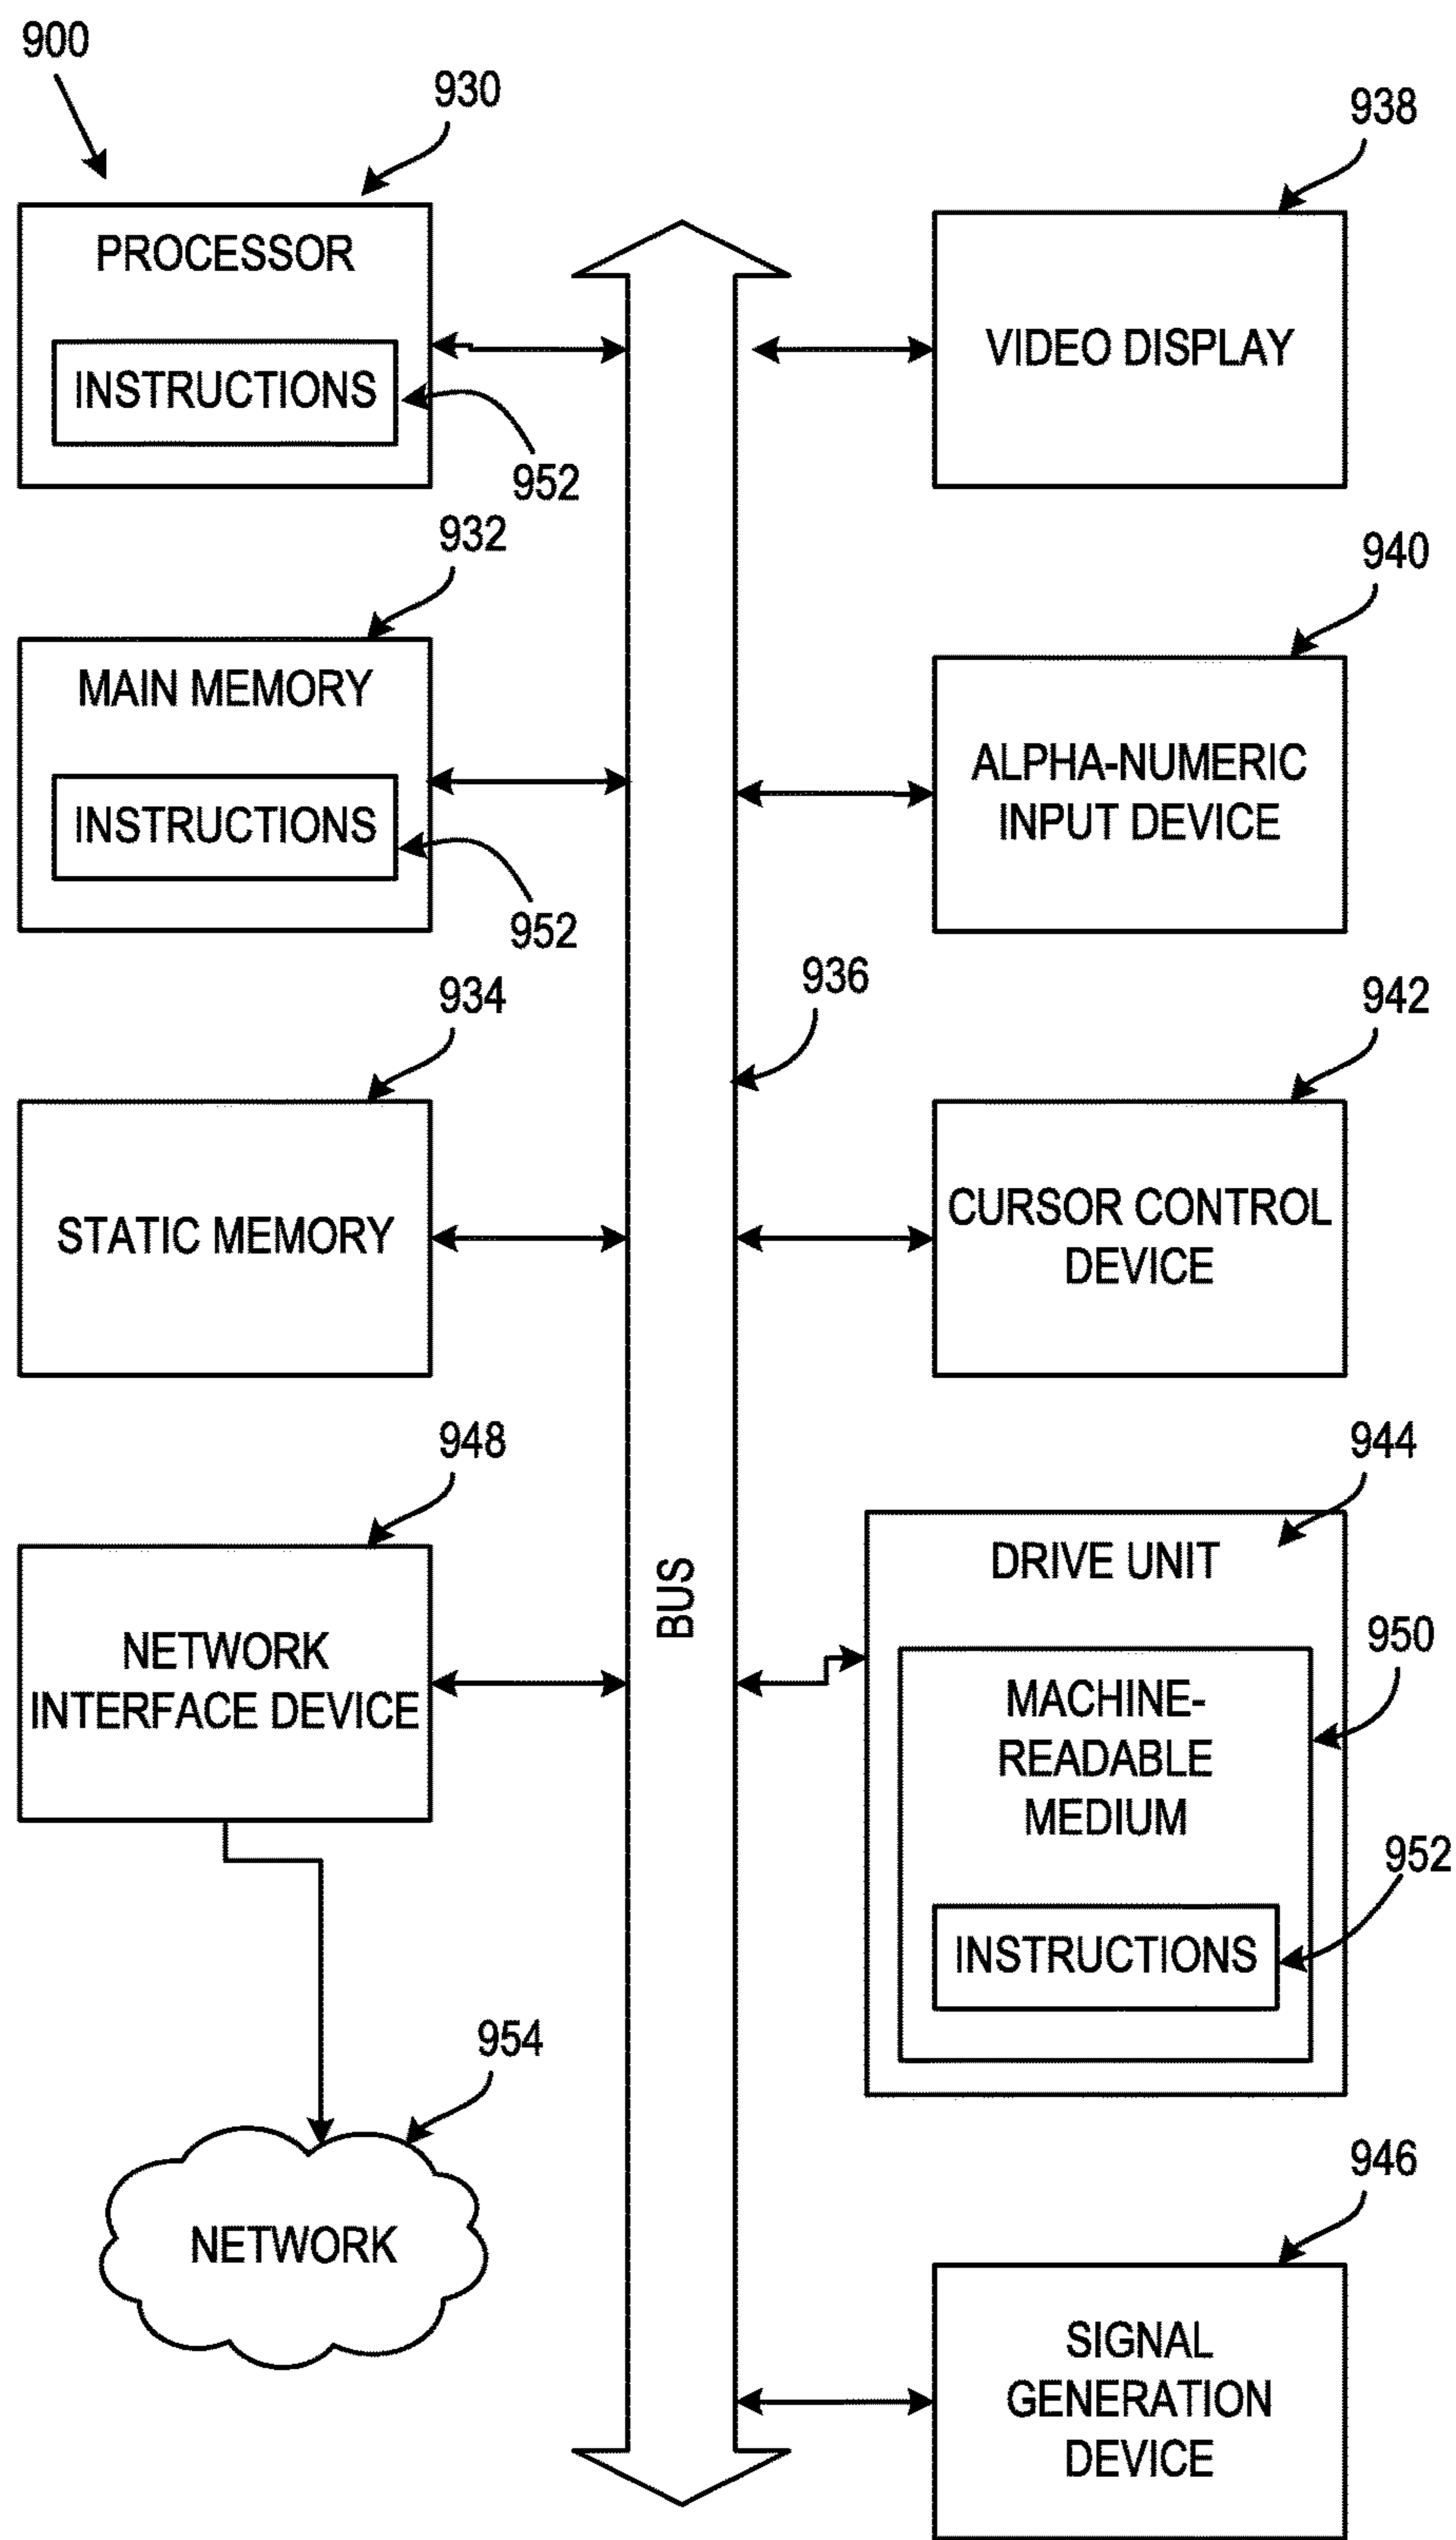 900
930
938
PROCESSOR
INSTRUCTIONS
952
VIDEO DISPLAY
932
940
MAIN MEMORY
INSTRUCTIONS
952
ALPHA-NUMERIC
INPUT DEVICE
934
936
942
STATIC MEMORY
CURSOR CONTROL
DEVICE
948
944
NETWORK
INTERFACE DEVICE
BUS
DRIVE UNIT
950
MACHINE-
READABLE
MEDIUM
952
INSTRUCTIONS
954
NETWORK
946
SIGNAL
GENERATION
DEVICE